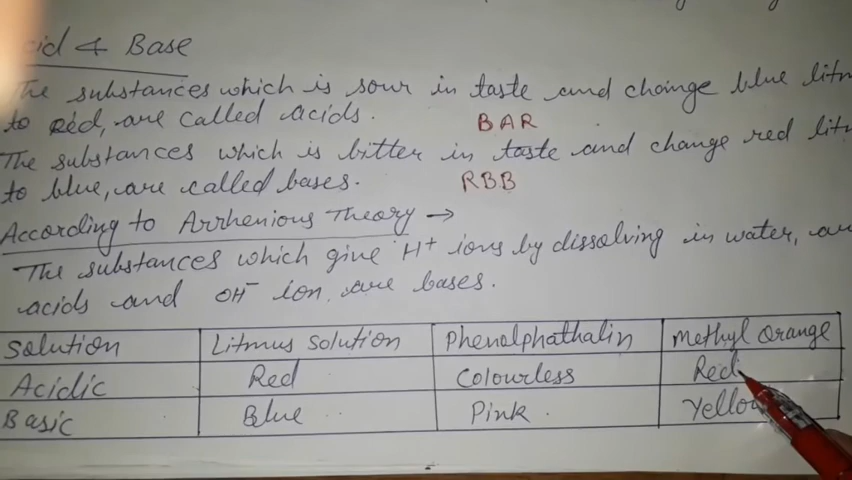 cid & Base
The substances which is sour in taste and change blue litm
to red, are called acids.
BAR
The substances which is bitter in taste and change red lit
to blue, are called bases.
RBB
According to Arrhenious Theory →
The substances which give H+ ions by dissolving in water, are
acids and OH- ion are bases.
Solution Litmus Solution Phenalphathalin Methyl Orange
Acidic Red Colourless Red
Basic Blue Pink Yellow